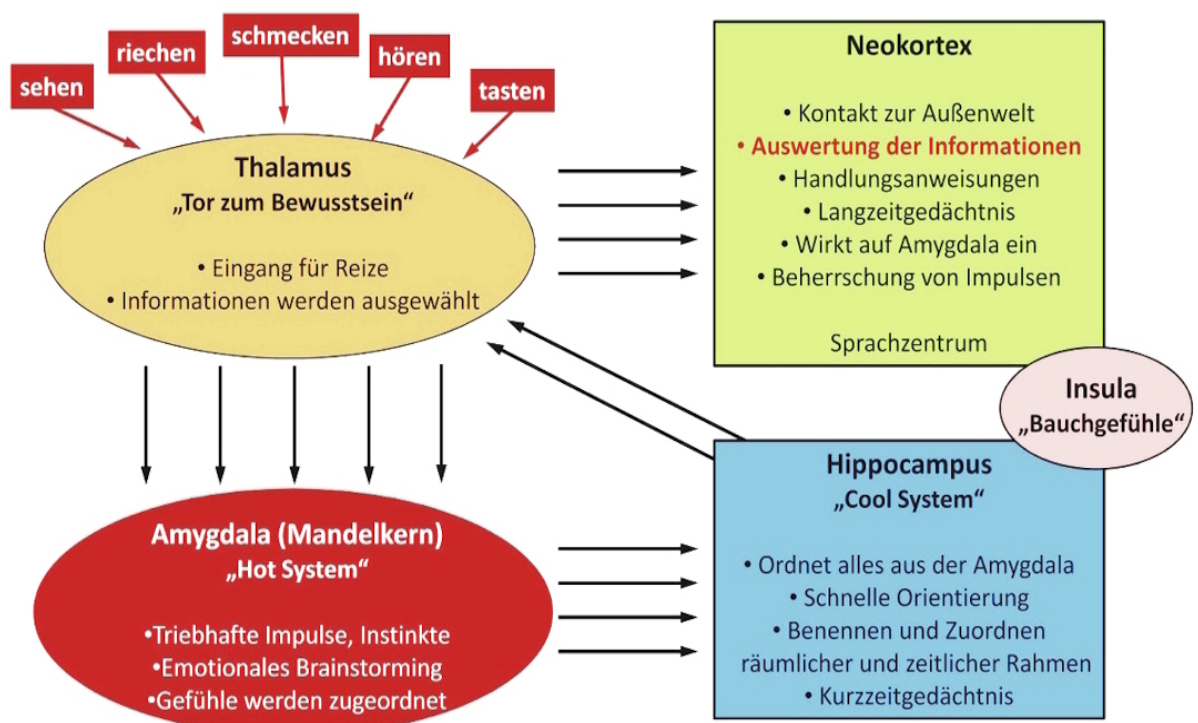 sehen
riechen
schmecken
hören
tasten
Thalamus
„Tor zum Bewusstsein“
• Eingang für Reize
• Informationen werden ausgewählt
Neokortex
• Kontakt zur Außenwelt
• Auswertung der Informationen
• Handlungsanweisungen
• Langzeitgedächtnis
• Wirkt auf Amygdala ein
• Beherrschung von Impulsen
Sprachzentrum
Insula
„Bauchgefühle“
Amygdala (Mandelkern)
„Hot System“
•Triebhafte Impulse, Instinkte
•Emotionales Brainstorming
•Gefühle werden zugeordnet
Hippocampus
„Cool System“
• Ordnet alles aus der Amygdala
• Schnelle Orientierung
• Benennen und Zuordnen
räumlicher und zeitlicher Rahmen
• Kurzzeitgedächtnis